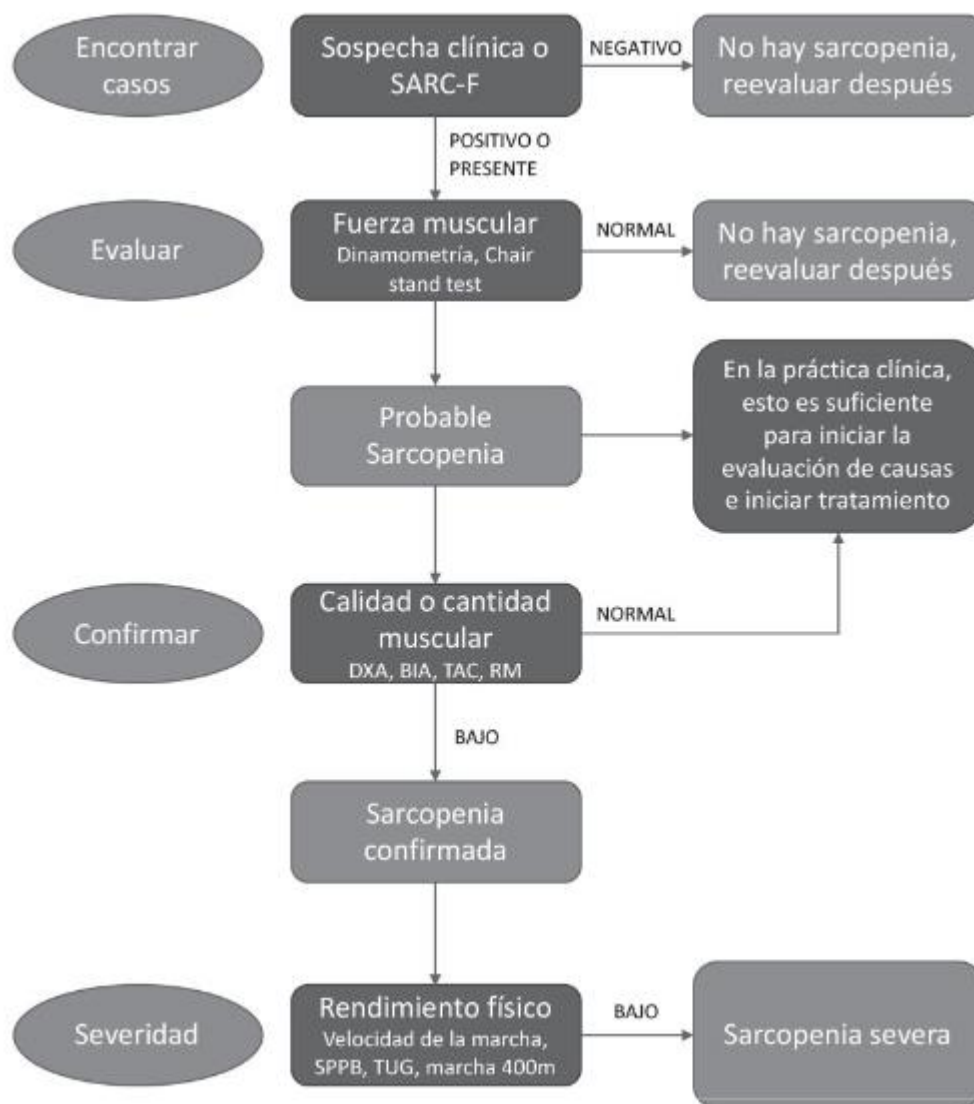 Encontrar
casos
Sospecha clínica o
SARC-F
NEGATIVO
No hay sarcopenia,
reevaluar después
POSITIVO O
PRESENTE
Evaluar
Fuerza muscular
Dinamometría, Chair
stand test
NORMAL
No hay sarcopenia,
reevaluar después
Probable
Sarcopenia
En la práctica clínica,
esto es suficiente
para iniciar la
evaluación de causas
e iniciar tratamiento
Confirmar
Calidad o cantidad
muscular
DXA, BIA, TAC, RM
NORMAL
BAJO
Sarcopenia
confirmada
Severidad
Rendimiento físico
Velocidad de la marcha,
SPPB, TUG, marcha 400m
BAJO
Sarcopenia severa